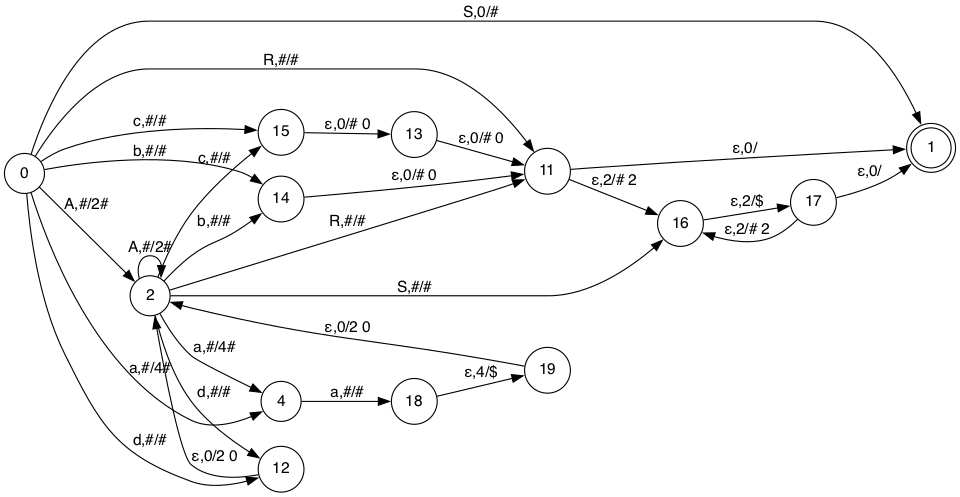 S,0/#
R,#/#
c,#/#
ε,0/# 0
15
13
ε,0/# 0
b,#/#
c,#/#
ε,0/
1
0
ε,0/# 0
11
ε,2/# 2
ε,0/
A,#/2#
14
b,#/#
R,#/#
ε,2/$
17
16
ε,2/# 2
A,#/2#
2
S,#/#
ε,0/2 0
a,#/4#
a,#/4#
ε,4/$
19
d,#/#
a,#/#
4
18
d,#/#
ε,0/2 0
12